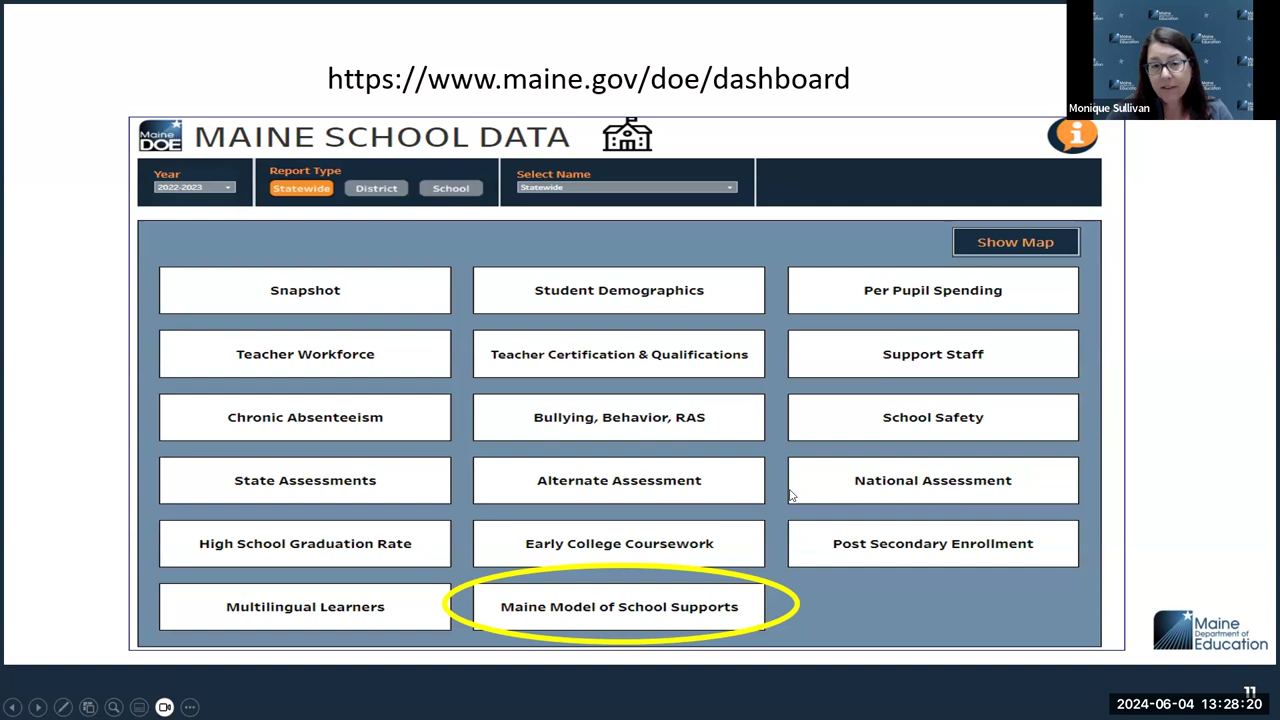 https://www.maine.gov/doe/dashboard
Monique Sullivan
Maine
DOE
MAINE SCHOOL DATA
i
Year
2022-2023
Report Type
Statewide
District
School
Select Name
Statewide
Show Map
Snapshot
Student Demographics
Per Pupil Spending
Teacher Workforce
Teacher Certification & Qualifications
Support Staff
Chronic Absenteeism
Bullying, Behavior, RAS
School Safety
State Assessments
Alternate Assessment
National Assessment
High School Graduation Rate
Early College Coursework
Post Secondary Enrollment
Multilingual Learners
Maine Model of School Supports
Maine
Department of
Education
11
2024-06-04 13:28:20